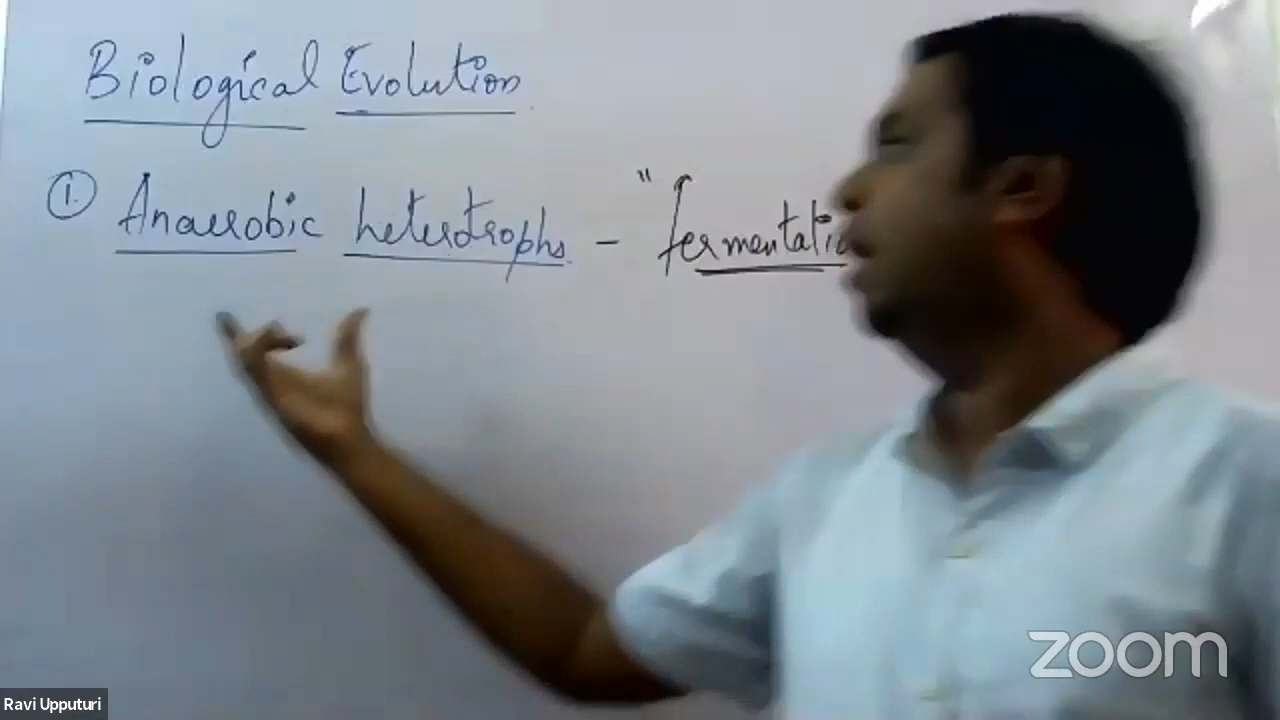 Biological Evolution
① Anaerobic heterotrophs - "fermentatio
zoom
Ravi Upputuri